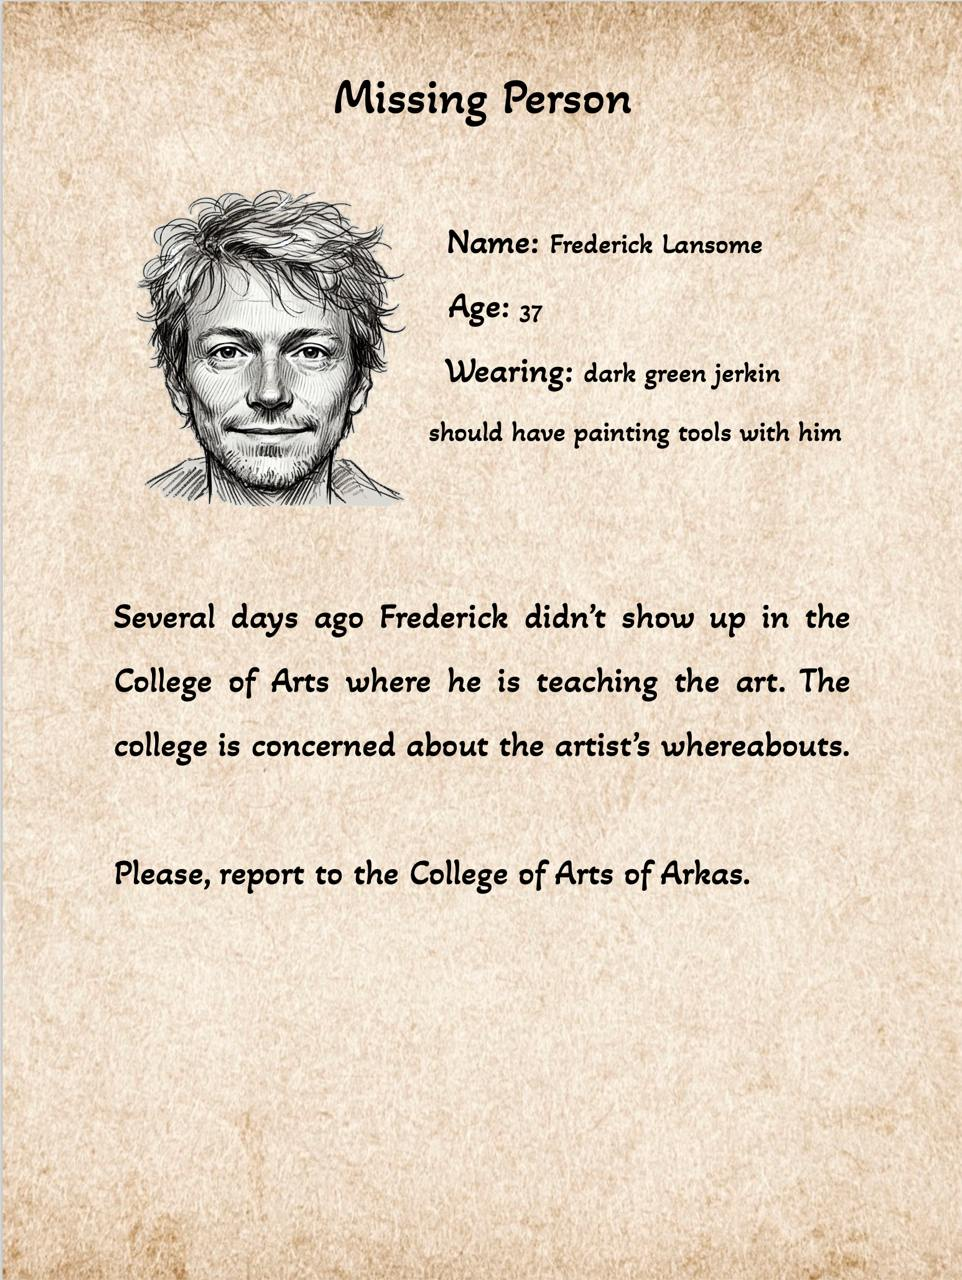 Missing Person
Name: Frederick Lansome
Age: 37
Wearing: dark green jerkin
should have painting tools with him
Several days ago Frederick didn’t show up in the
College of Arts where he is teaching the art. The
college is concerned about the artist’s whereabouts.
Please, report to the College of Arts of Arkas.